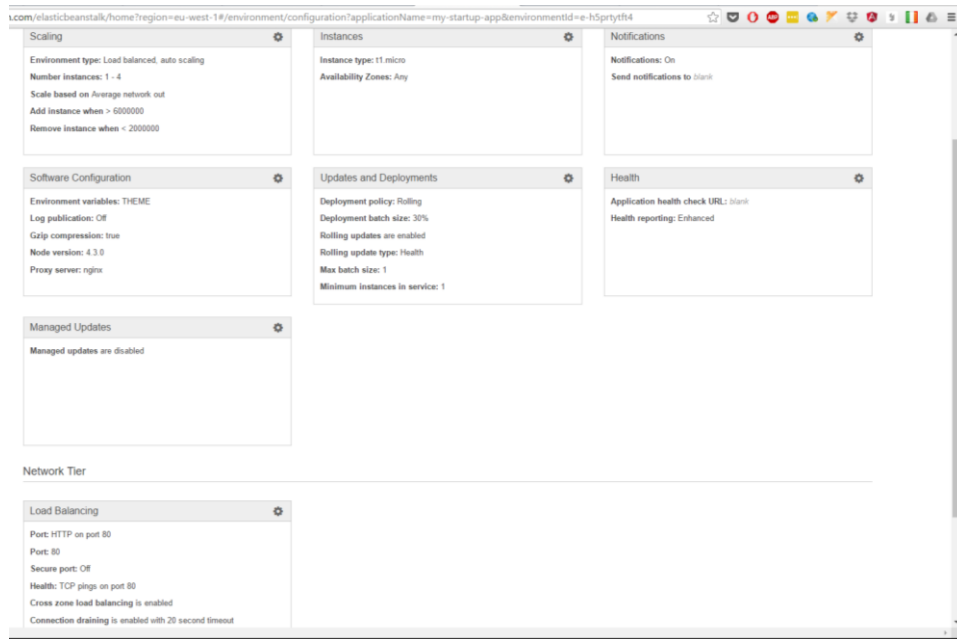 .com/elasticbeanstalk/home?region=eu-west-1#/environment/configuration?applicationName=my-startup-app&environmentId=e-h5prtytft4
Scaling
Environment type: Load balanced, auto scaling
Number instances: 1 - 4
Scale based on Average network out
Add instance when > 6000000
Remove instance when < 2000000
Instances
Instance type: t1 micro
Availability Zones: Any
Notifications
Notifications: On
Send notifications to blank
Software Configuration
Environment variables: THEME
Log publication: Off
Gzip compression: true
Node version: 4.3.0
Proxy server: nginx
Updates and Deployments
Deployment policy: Rolling
Deployment batch size: 30%
Rolling updates are enabled
Rolling update type: Health
Max batch size: 1
Minimum instances in service: 1
Health
Application health check URL: blank
Health reporting: Enhanced
Managed Updates
Managed updates are disabled
Network Tier
Load Balancing
Port: HTTP on port 80
Port: 80
Secure port: Off
Health: TCP pings on port 80
Cross zone load balancing is enabled
Connection draining is enabled with 20 second timeout